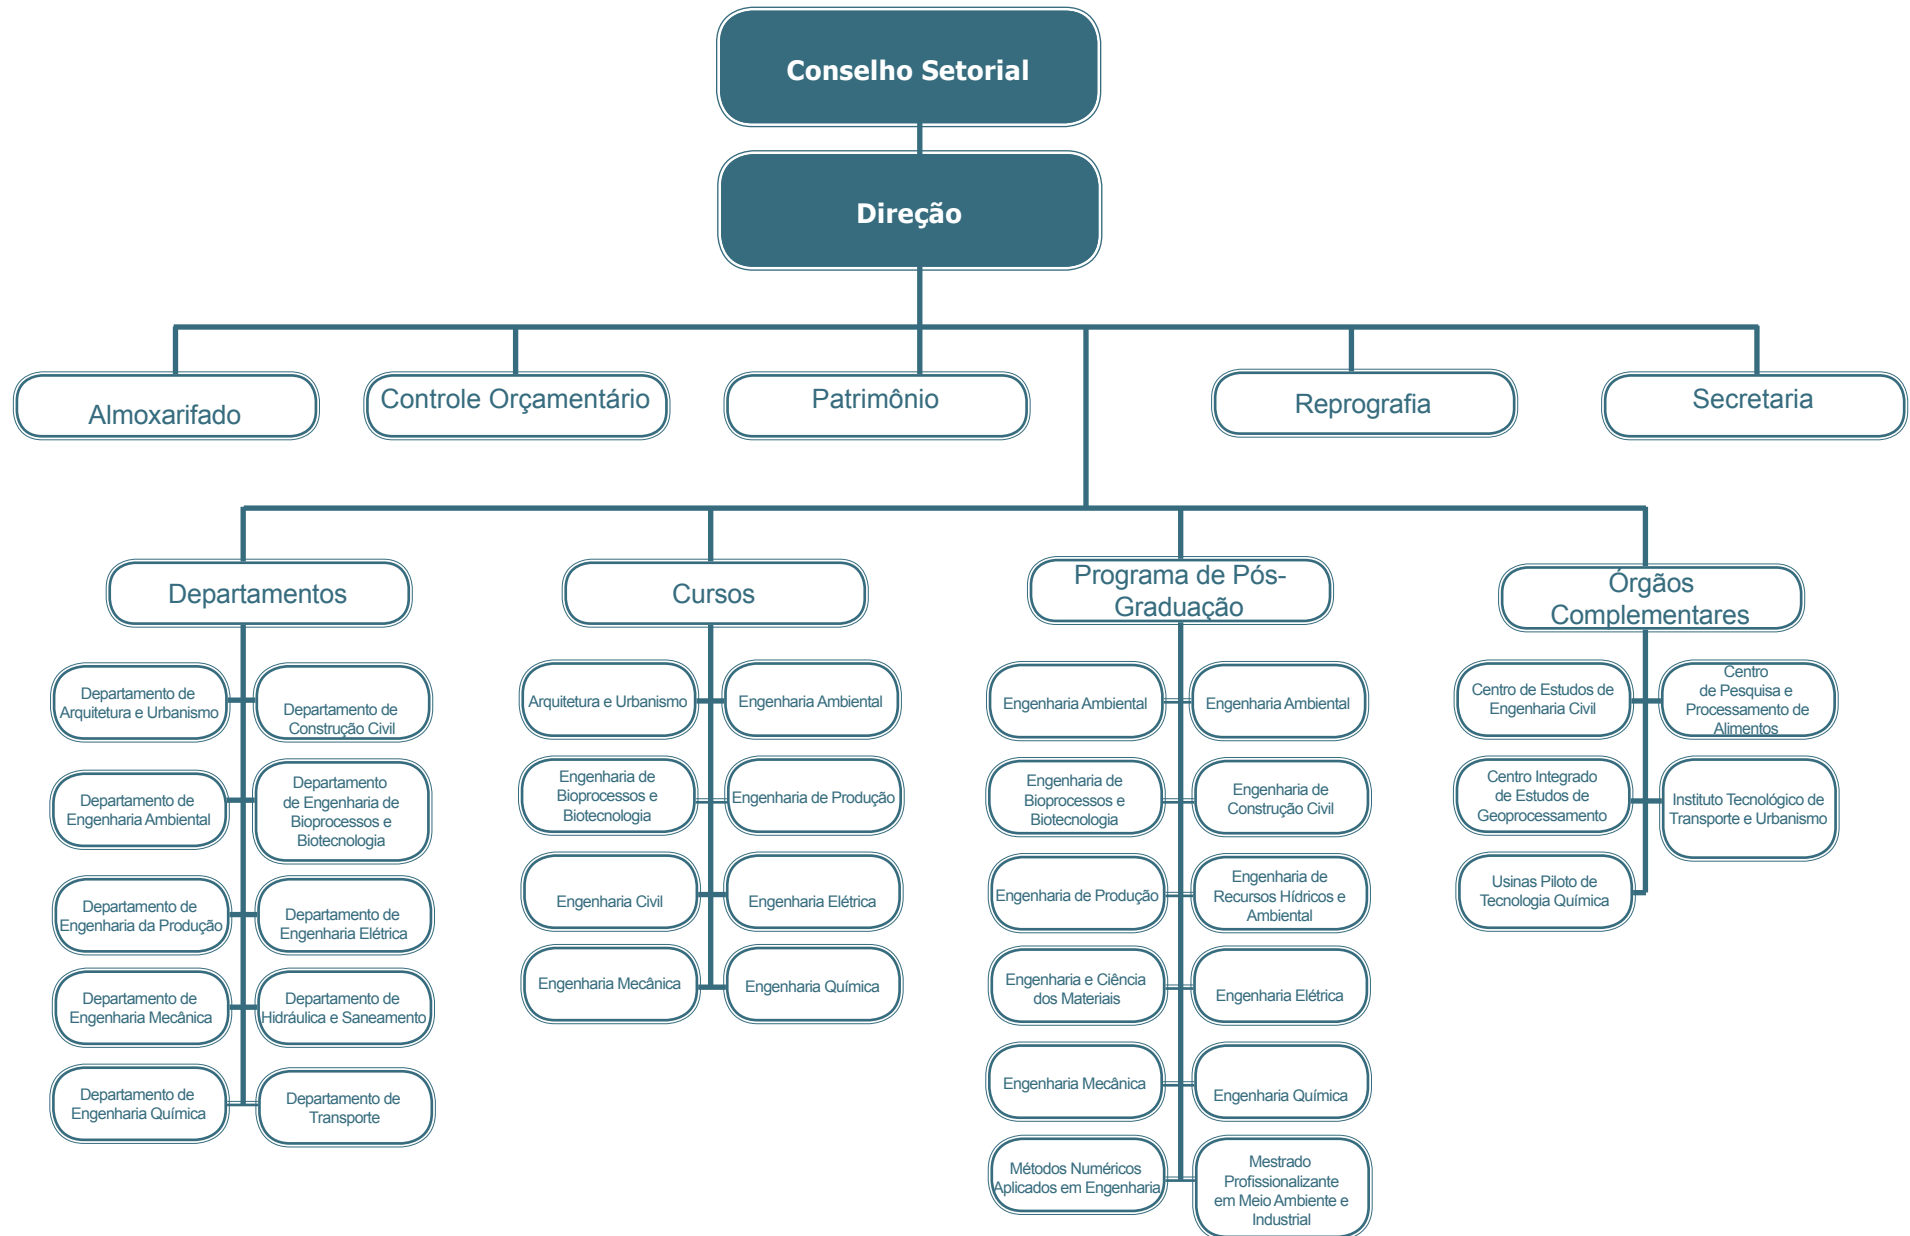 Conselho Setorial
Direção
Almoxarifado
Controle Orçamentário
Patrimônio
Reprografia
Secretaria
Departamentos
Cursos
Programa de Pós-
Graduação
Órgãos
Complementares
Departamento de
Arquitetura e Urbanismo
Departamento de
Construção Civil
Departamento de
Engenharia Ambiental
Departamento
de Engenharia de
Bioprocessos e
Biotecnologia
Departamento de
Engenharia da Produção
Departamento de
Engenharia Elétrica
Departamento de
Engenharia Mecânica
Departamento de
Hidráulica e Saneamento
Departamento de
Engenharia Química
Departamento de
Transporte
Arquitetura e Urbanismo
Engenharia Ambiental
Engenharia de
Bioprocessos e
Biotecnologia
Engenharia de Produção
Engenharia Civil
Engenharia Elétrica
Engenharia Mecânica
Engenharia Química
Engenharia Ambiental
Engenharia Ambiental
Engenharia de
Bioprocessos e
Biotecnologia
Engenharia de
Construção Civil
Engenharia de Produção
Engenharia de
Recursos Hídricos e
Ambiental
Engenharia e Ciência
dos Materiais
Engenharia Elétrica
Engenharia Mecânica
Engenharia Química
Métodos Numéricos
Aplicados em Engenharia
Mestrado
Profissionalizante
em Meio Ambiente e
Industrial
Centro de Estudos de
Engenharia Civil
Centro
de Pesquisa e
Processamento de
Alimentos
Centro Integrado
de Estudos de
Geoprocessamento
Instituto Tecnológico de
Transporte e Urbanismo
Usinas Piloto de
Tecnologia Química